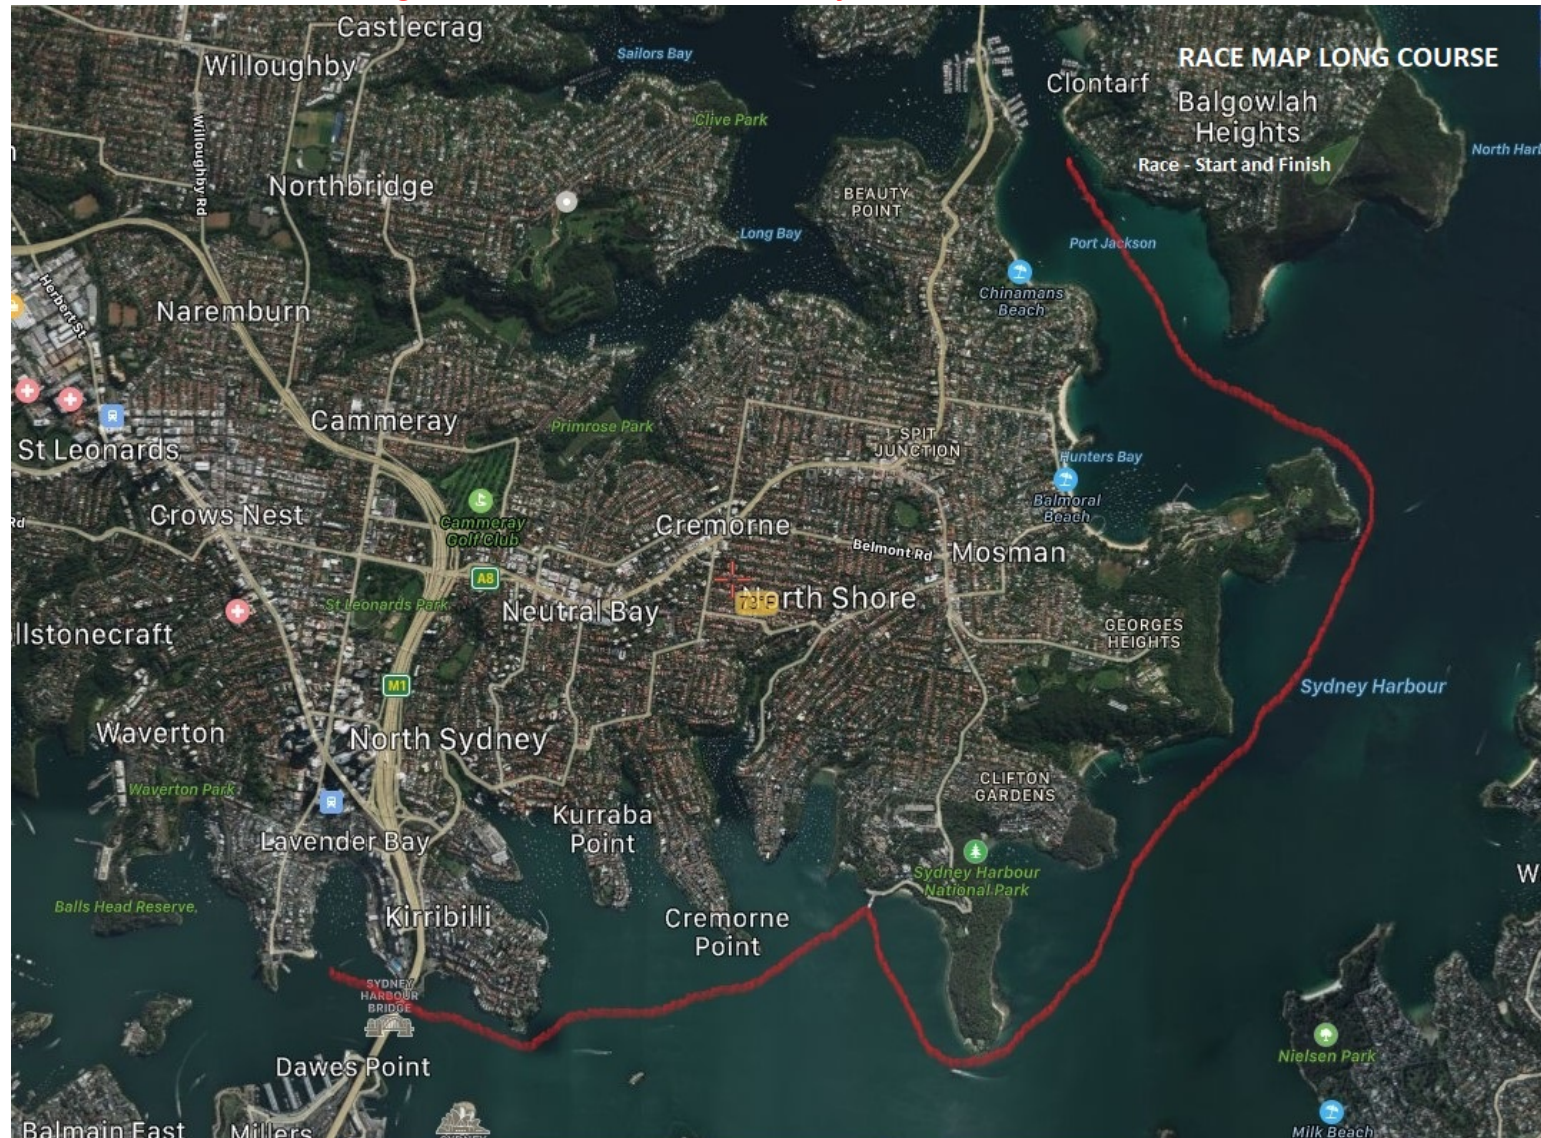 Castlecrag
Sailors Bay
RACE MAP LONG COURSE
Willoughby
Clontarf
Balgowlah
Heights
Clive Park
Willoughby Rd
North Har
Race - Start and Finish
Northbridge
BEAUTY
POINT
Long Bay
Port Jackson
Herbert St
Chinamans
Beach
Naremburn
Cammeray
Primrose Park
St Leonards
SPIT
JUNCTION
Hunters Bay
Balmoral
Beach
Crows Nest
Rd
Cammeray
Golf Club
Cremorne
Belmont Rd
Mosman
A8
St Leonards Park
Neutral Bay
North Shore
llstonecraft
GEORGES
HEIGHTS
M1
Sydney Harbour
Waverton
North Sydney
Waverton Park
CLIFTON
GARDENS
Kurraba
Point
Lavender Bay
Sydney Harbour
National Park
W
Balls Head Reserve,
Kirribilli
Cremorne
Point
SYDNEY
HARBOUR
BRIDGE
Dawes Point
Nielsen Park
Balmain East
Millers
Milk Beach